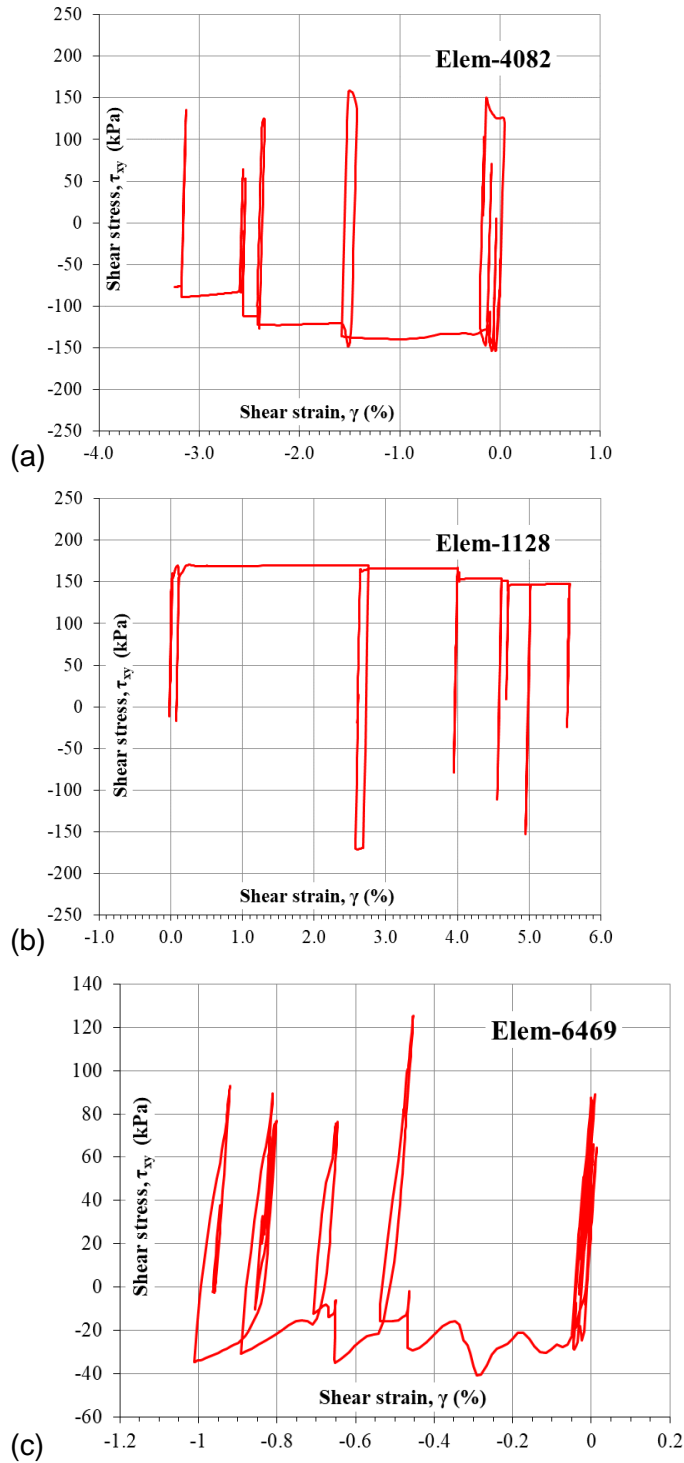 250
200
150
100
50
0
-50
-100
-150
-200
-250
Shear stress, τxy (kPa)
Elem-4082
Shear strain, γ (%)
-4.0 -3.0 -2.0 -1.0 0.0 1.0
(a)
250
200
150
100
50
0
-50
-100
-150
-200
-250
Shear stress, τxy (kPa)
Elem-1128
Shear strain, γ (%)
-1.0 0.0 1.0 2.0 3.0 4.0 5.0 6.0
(b)
140
120
100
80
60
40
20
0
-20
-40
-60
Shear stress, τxy (kPa)
Elem-6469
Shear strain, γ (%)
-1.2 -1 -0.8 -0.6 -0.4 -0.2 0 0.2
(c)